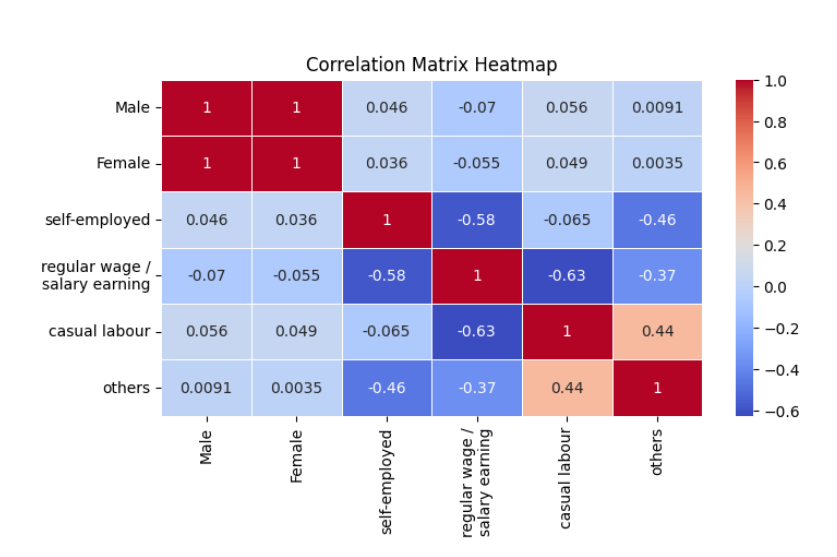 Correlation Matrix Heatmap
Male 1 1 0.046 -0.07 0.056 0.0091
Female 1 1 0.036 -0.055 0.049 0.0035
self-employed 0.046 0.036 1 -0.58 -0.065 -0.46
regular wage /
salary earning -0.07 -0.055 -0.58 1 -0.63 -0.37
casual labour 0.056 0.049 -0.065 -0.63 1 0.44
others 0.0091 0.0035 -0.46 -0.37 0.44 1
Male
Female
self-employed
regular wage /
salary earning
casual labour
others
1.0
0.8
0.6
0.4
0.2
0.0
−0.2
−0.4
−0.6